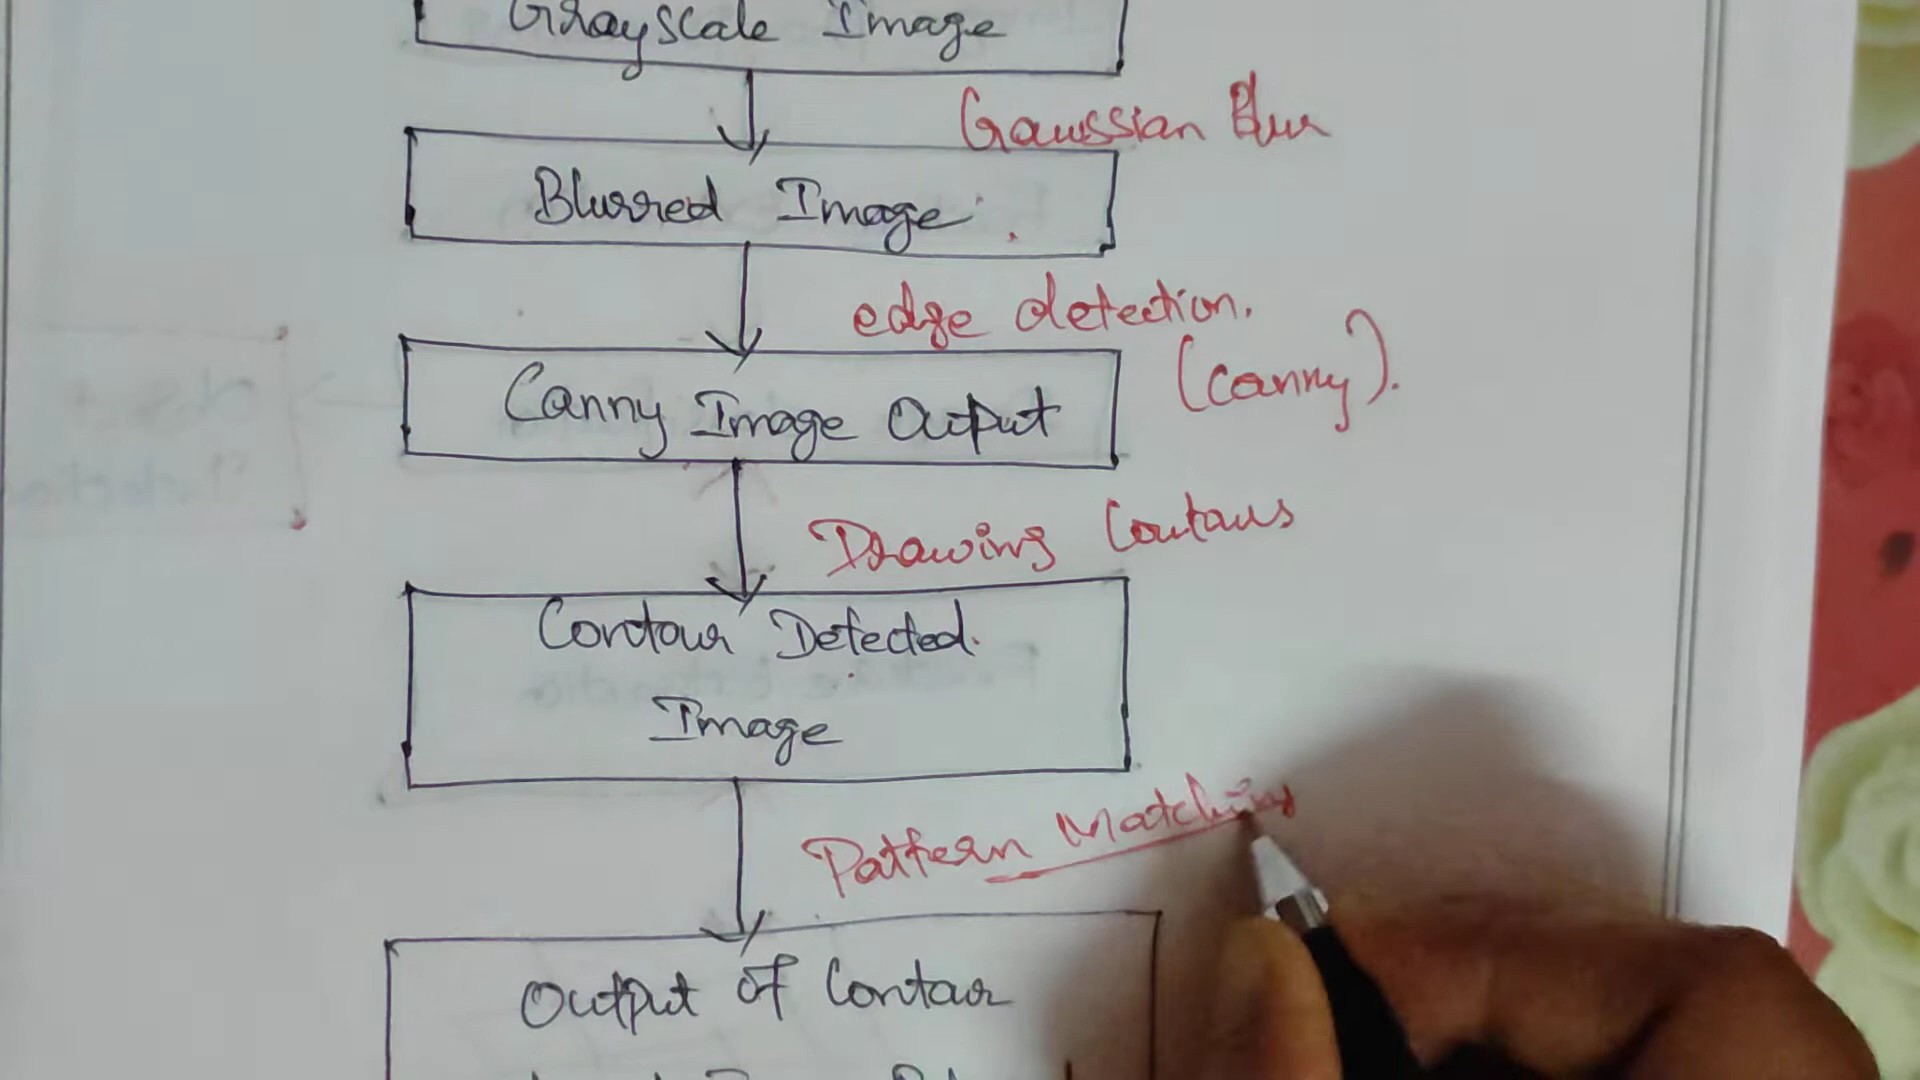 Grayscale Image
Gaussian Blur
Blurred Image
edge detection.
(canny).
Canny Image Output
Drawing Contours
Contour Detected.
Image
Pattern Matching
Output of Contour